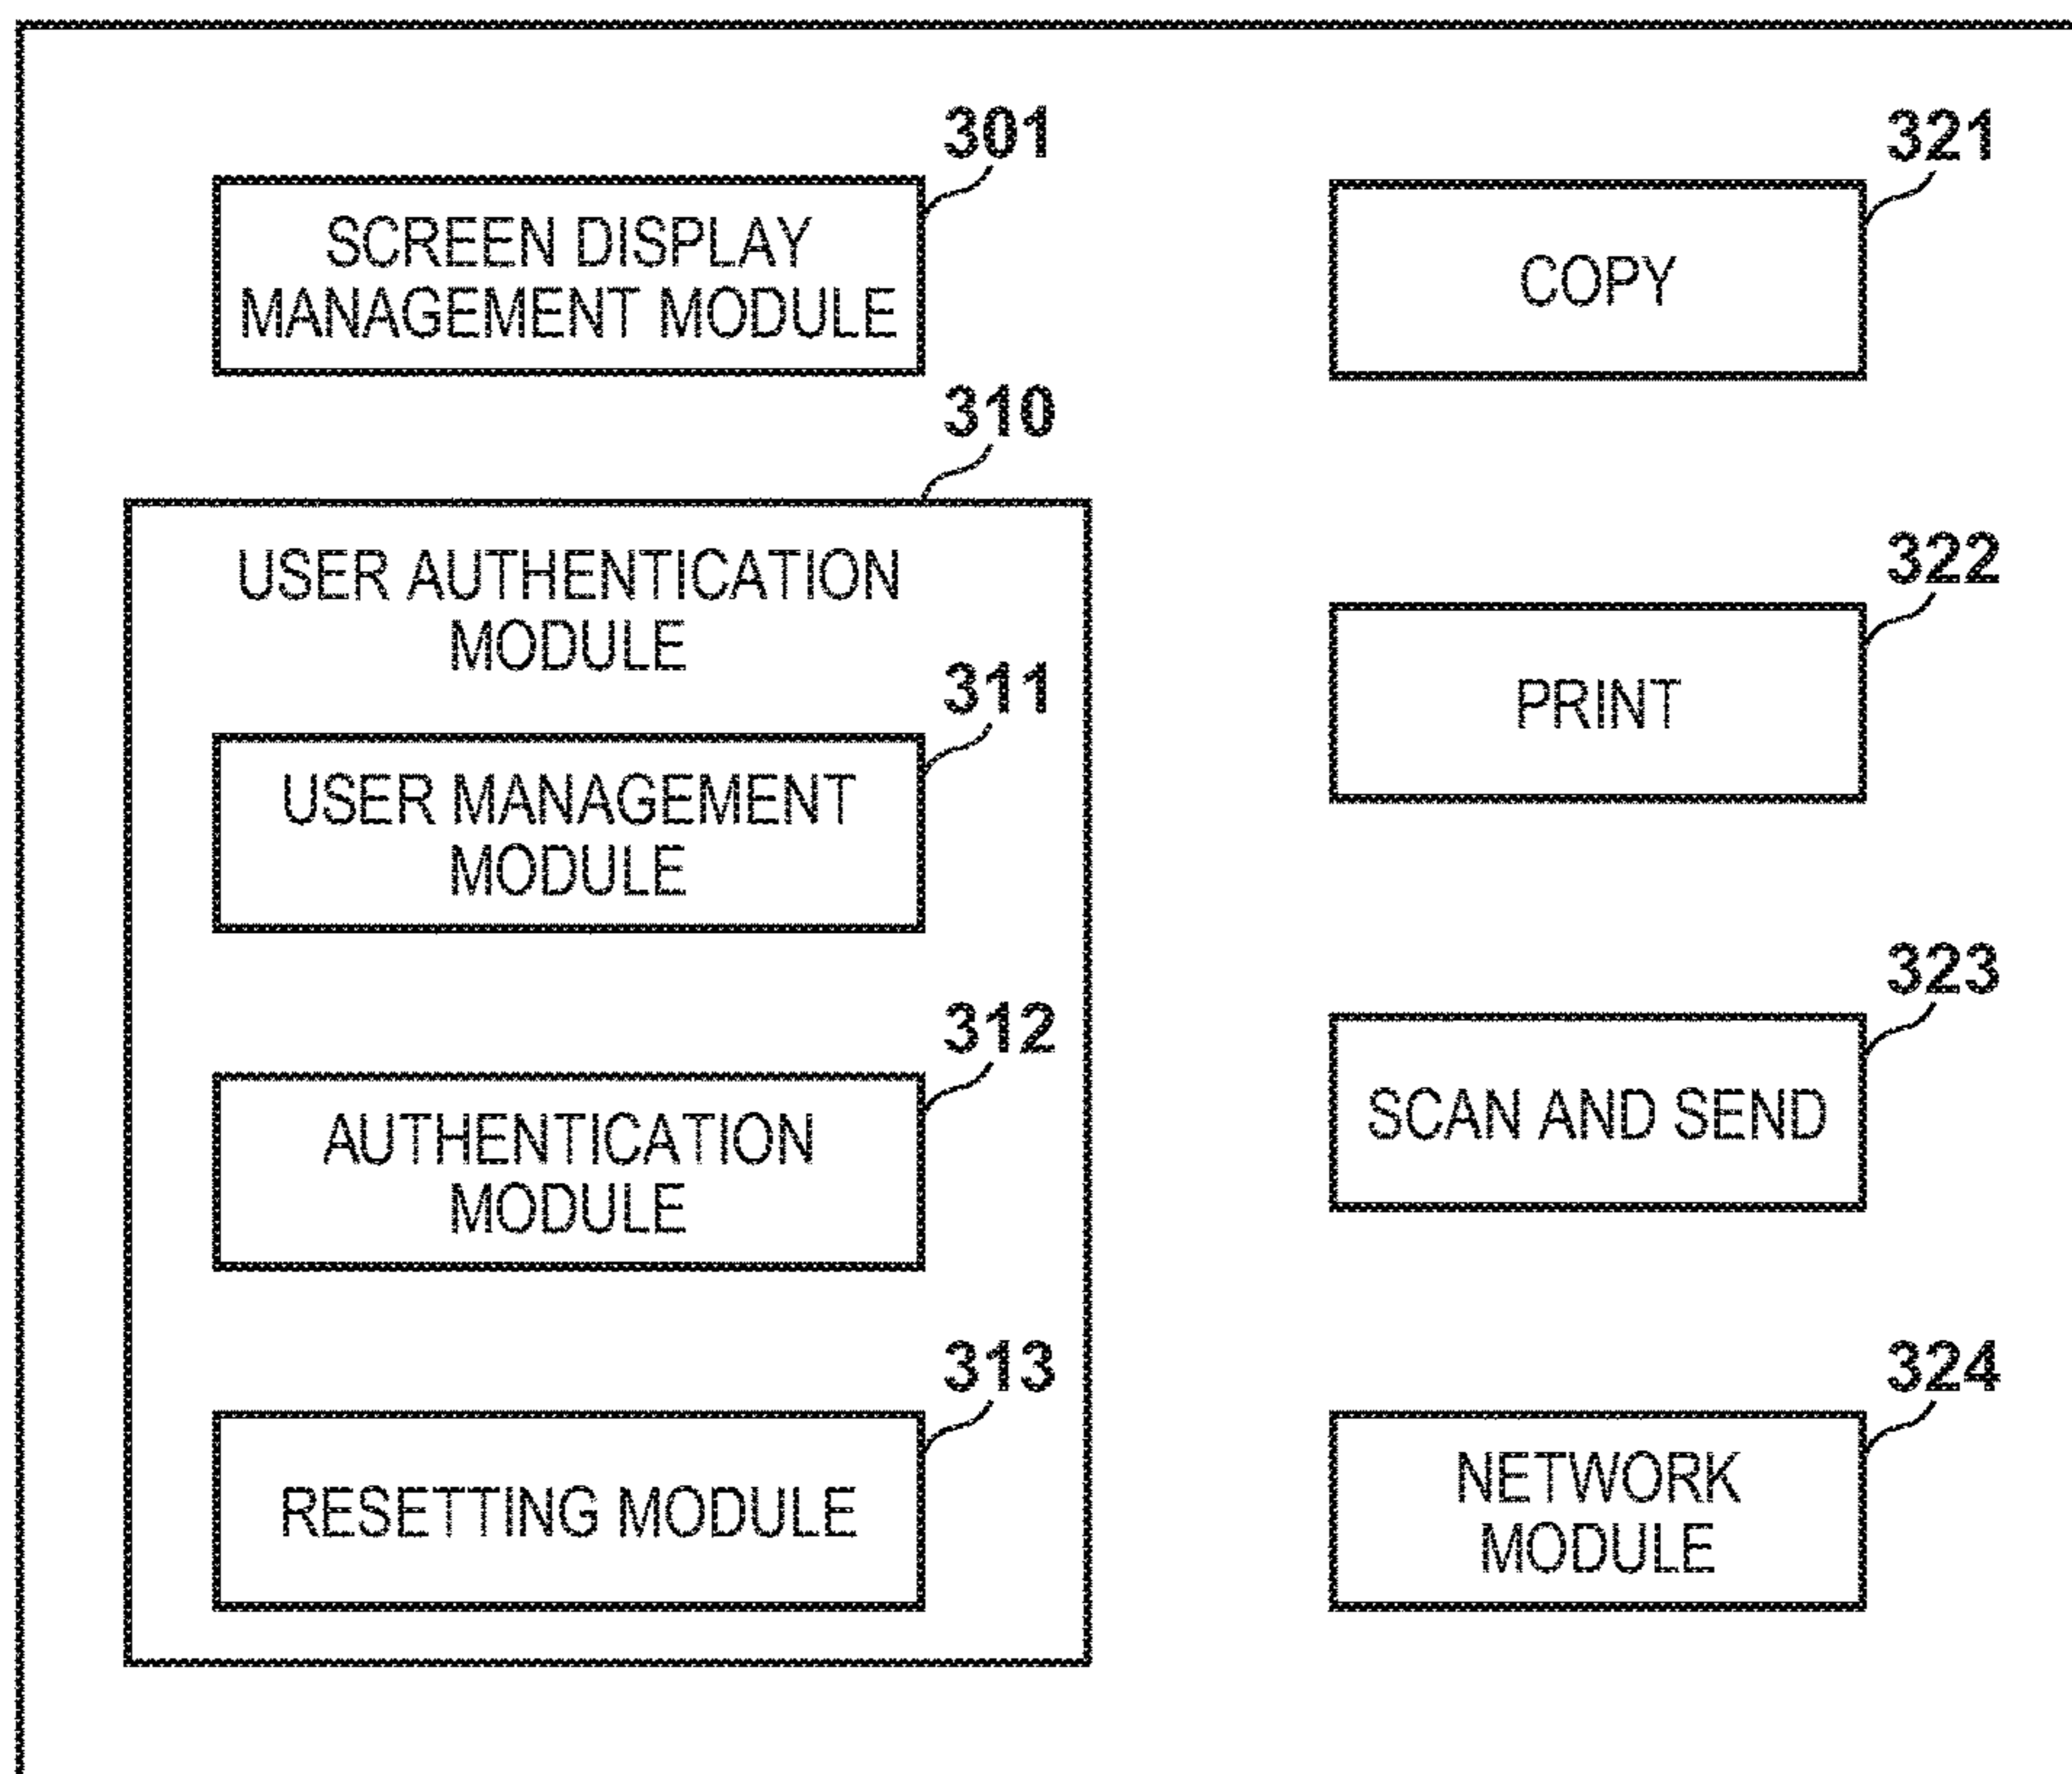 301
SCREEN DISPLAY
MANAGEMENT MODULE
310
USER AUTHENTICATION
MODULE
311
USER MANAGEMENT
MODULE
312
AUTHENTICATION
MODULE
313
RESETTING MODULE
321
COPY
322
PRINT
323
SCAN AND SEND
324
NETWORK
MODULE